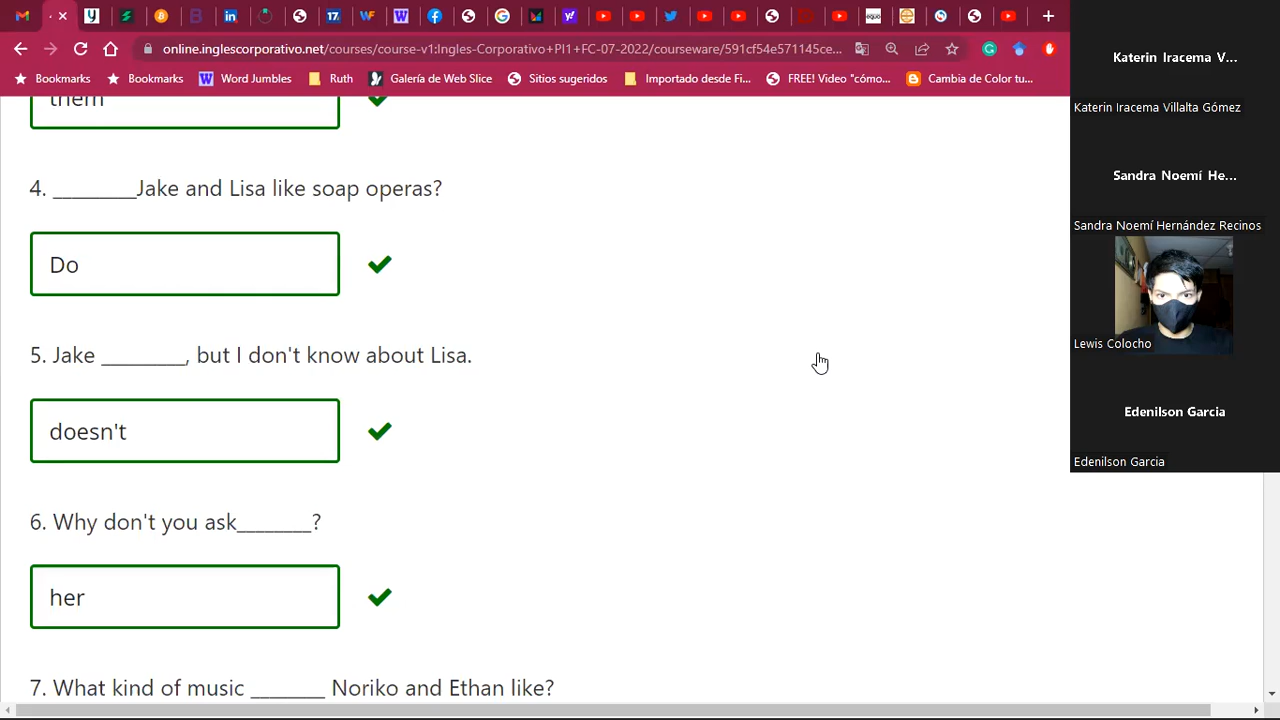 online.inglescorporativo.net/courses/course-v1:Ingles-Corporativo+PI1+FC-07-2022/courseware/591cf54e571145ce...
Bookmarks
Bookmarks
Word Jumbles
Ruth
Galería de Web Slice
Sitios sugeridos
Importado desde Fi...
FREE! Video "cómo...
Cambia de Color tu...
them
4. _________Jake and Lisa like soap operas?
Do
5. Jake _________, but I don't know about Lisa.
doesn't
6. Why don't you ask________?
her
7. What kind of music ________ Noriko and Ethan like?
Katerin Iracema V...
Katerin Iracema Villalta Gómez
Sandra Noemí He...
Sandra Noemí Hernández Recinos
Lewis Colocho
Edenilson Garcia
Edenilson Garcia